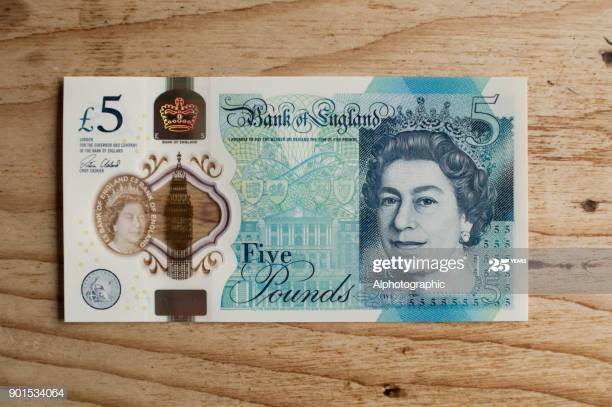 £5
LONDON
FOR THE GOVERNOR AND COMPANY
OF THE BANK OF ENGLAND
CHIEF CASHIER
BANK OF ENGLAND
Bank of England
I PROMISE TO PAY THE BEARER ON DEMAND THE SUM OF FIVE POUNDS
5
Five
Pounds
£5 BANK OF ENGLAND £5 BANK OF ENGLAND
555
555
555
5
gettyimages
Alphotographic
25 YEARS
901534064